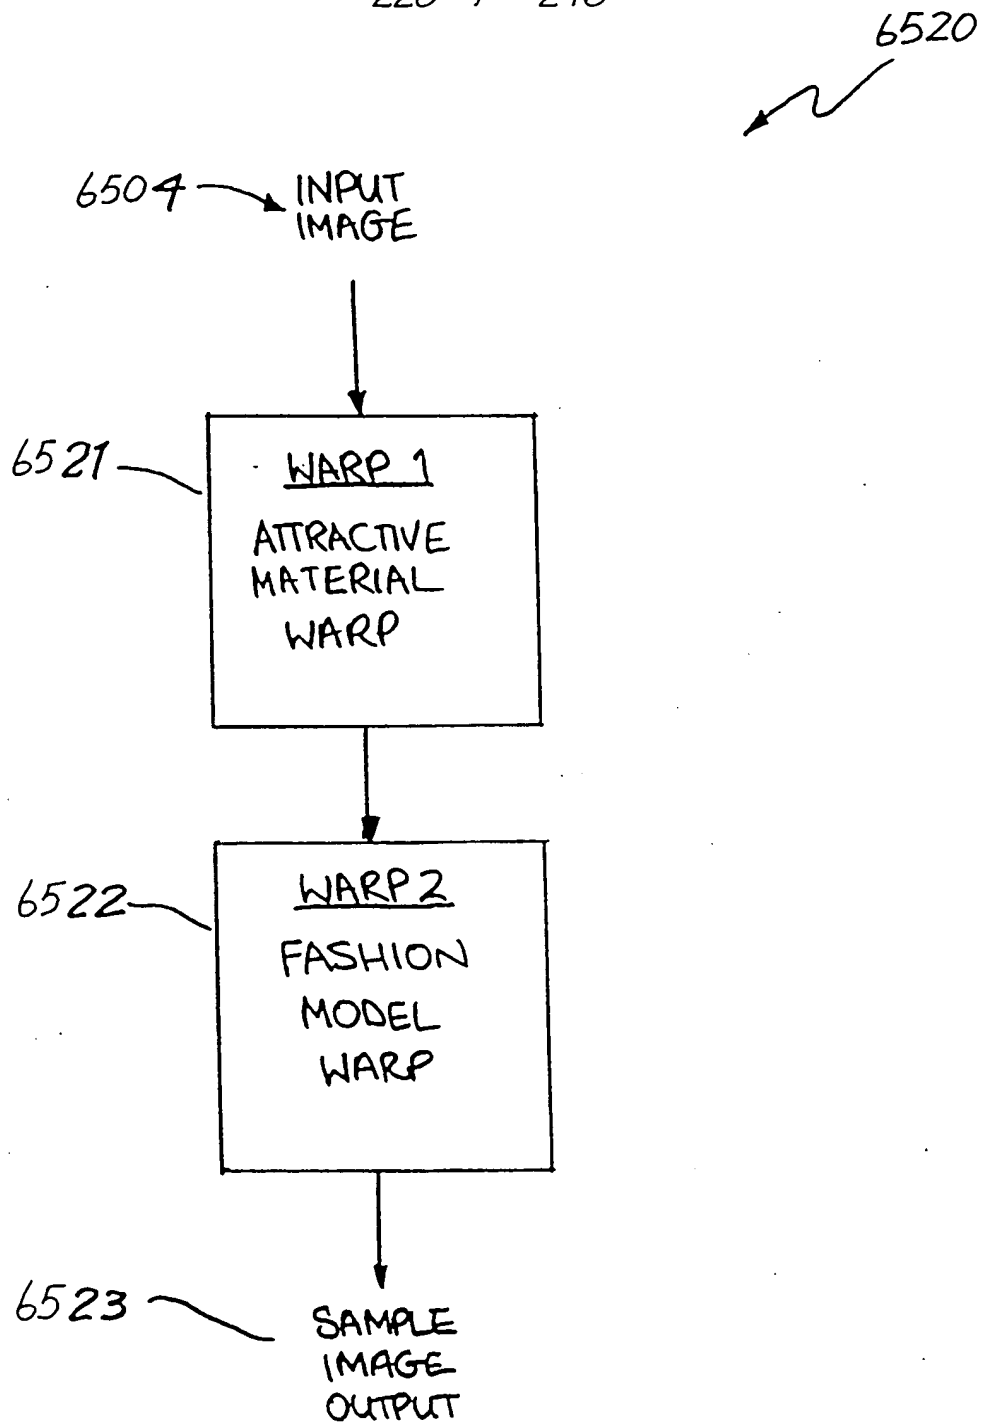 6520
6504
INPUT
IMAGE
6521
WARP 1
ATTRACTIVE
MATERIAL
WARP
6522
WARP 2
FASHION
MODEL
WARP
6523
SAMPLE
IMAGE
OUTPUT